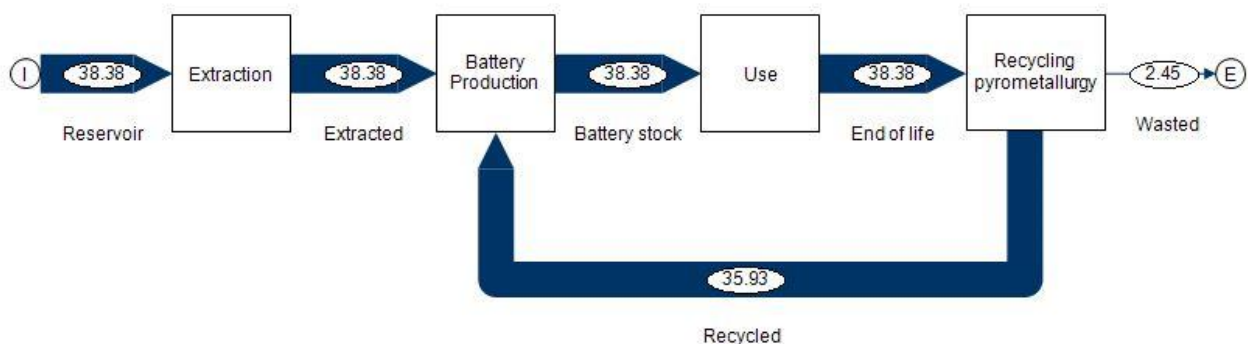 I
38.38
Extraction
38.38
Battery
Production
38.38
Use
38.38
Recycling
pyrometallurgy
2.45
E
Reservoir
Extracted
Battery stock
End of life
Wasted
35.93
Recycled